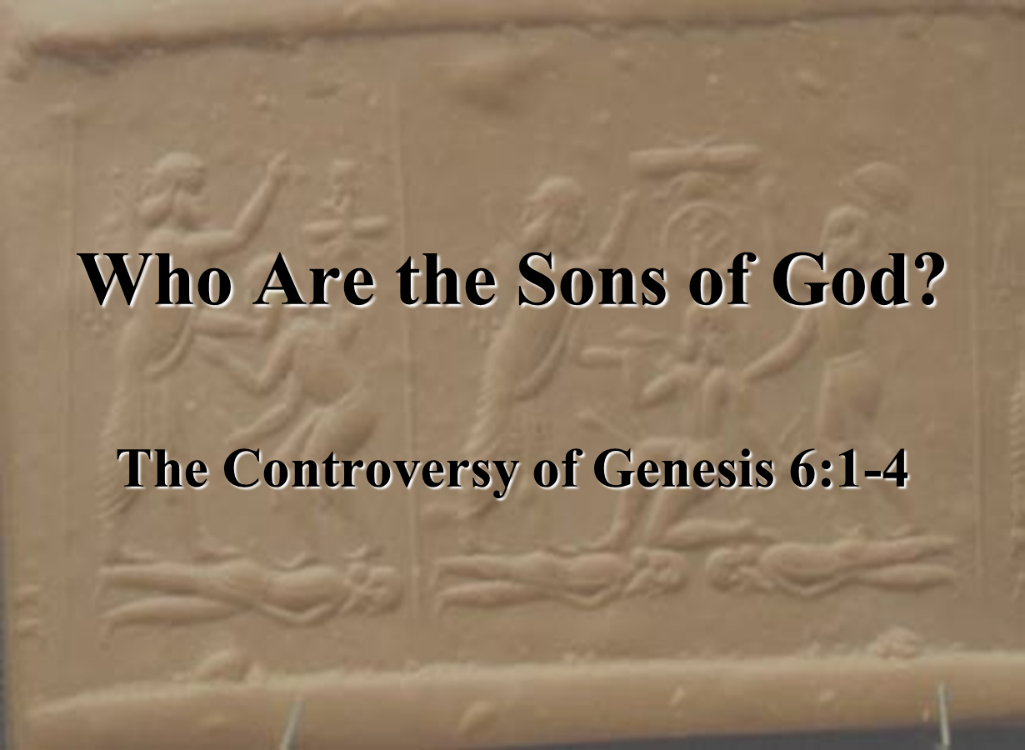 Who Are the Sons of God?
The Controversy of Genesis 6:1-4